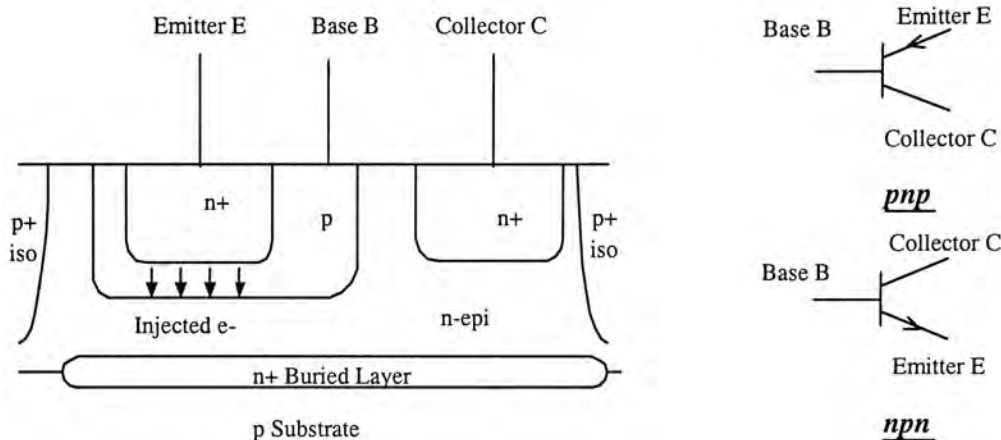 Emitter E
Base B
Collector C
n+
p
n+
p+
iso
p+
iso
Injected e-
n-epi
n+ Buried Layer
p Substrate
Emitter E
Base B
Collector C
pnp
Collector C
Base B
Emitter E
npn